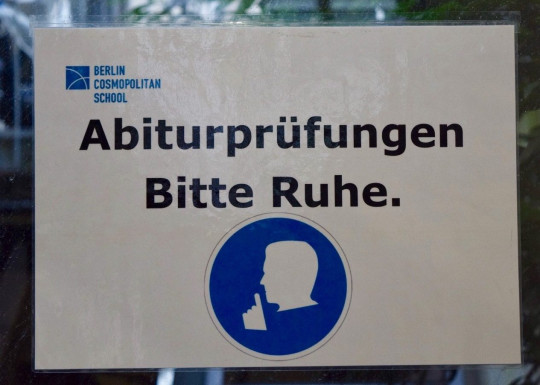 BERLIN
COSMOPOLITAN
SCHOOL
Abiturprüfungen
Bitte Ruhe.